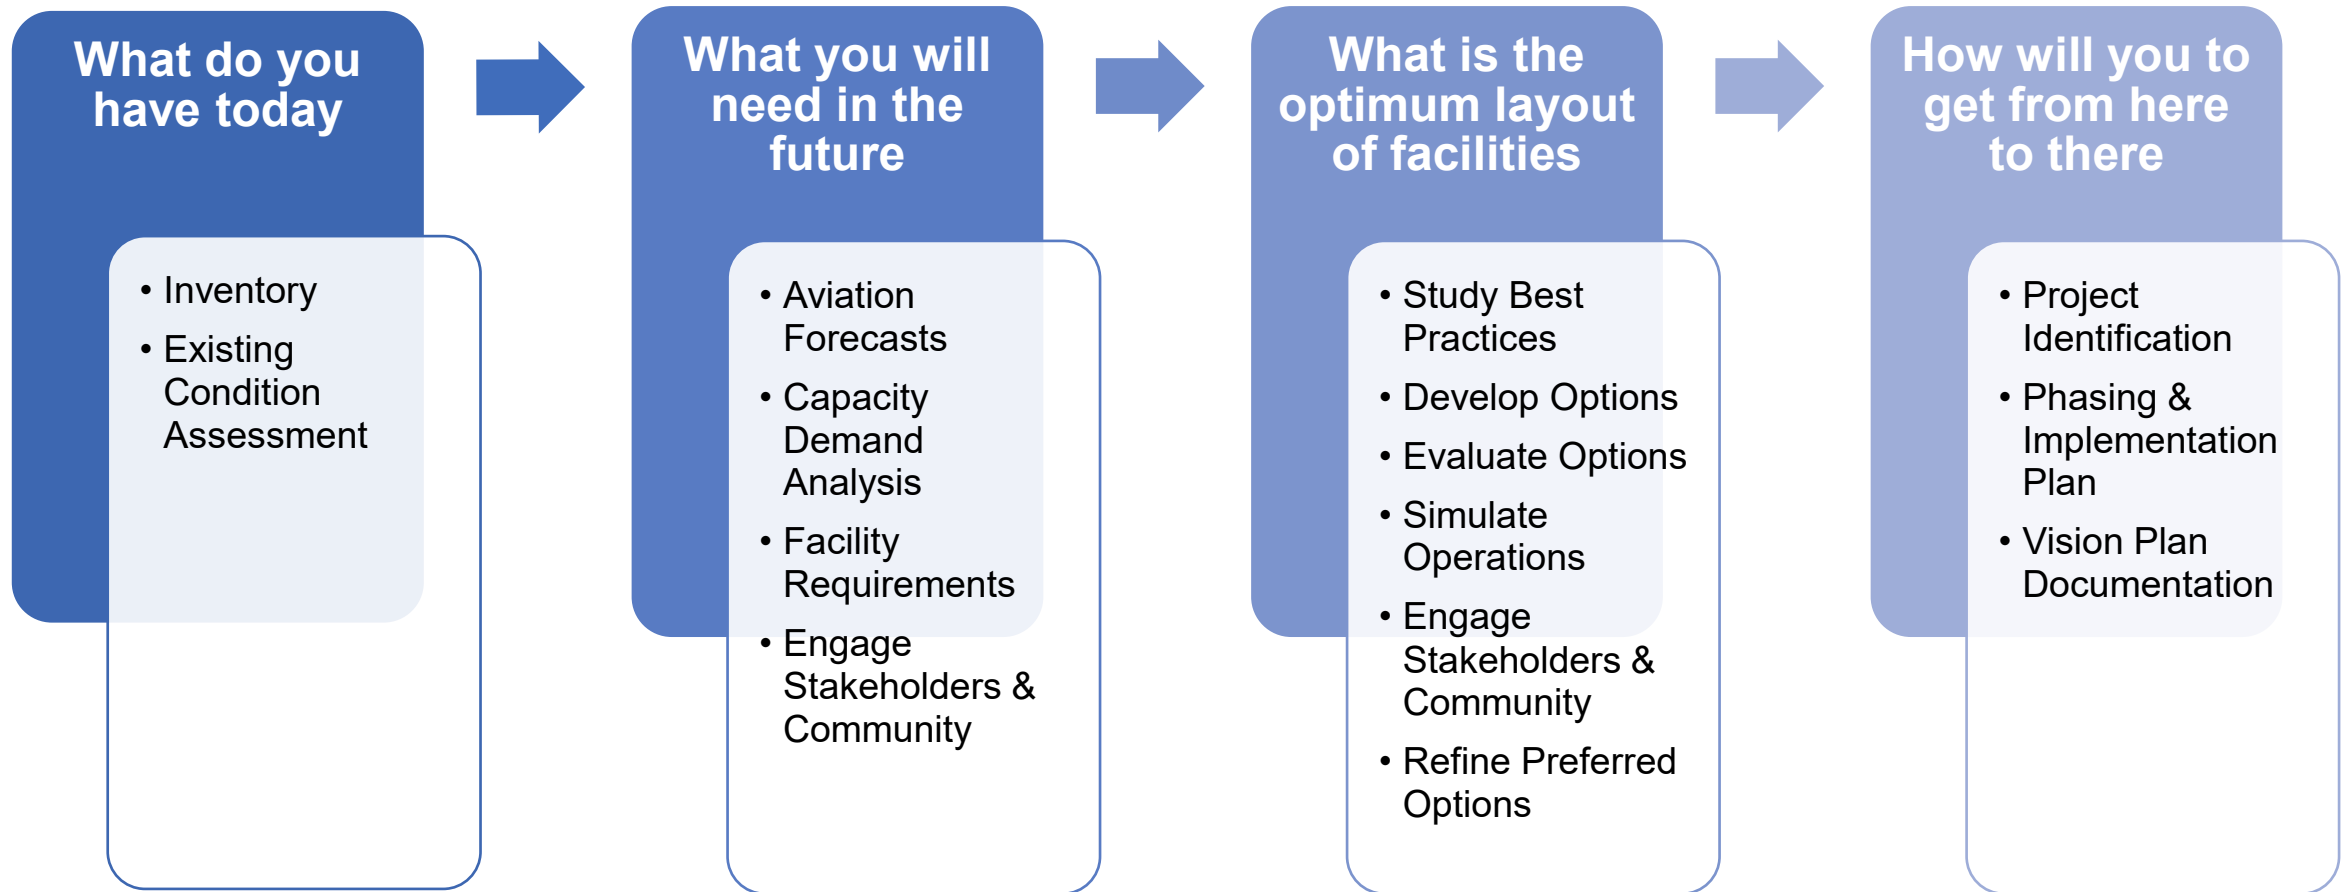 What do you
have today
• Inventory
• Existing
Condition
Assessment
What you will
need in the
future
• Aviation
Forecasts
• Capacity
Demand
Analysis
• Facility
Requirements
• Engage
Stakeholders &
Community
What is the
optimum layout
of facilities
• Study Best
Practices
• Develop Options
• Evaluate Options
• Simulate
Operations
• Engage
Stakeholders &
Community
• Refine Preferred
Options
How will you to
get from here
to there
• Project
Identification
• Phasing &
Implementation
Plan
• Vision Plan
Documentation